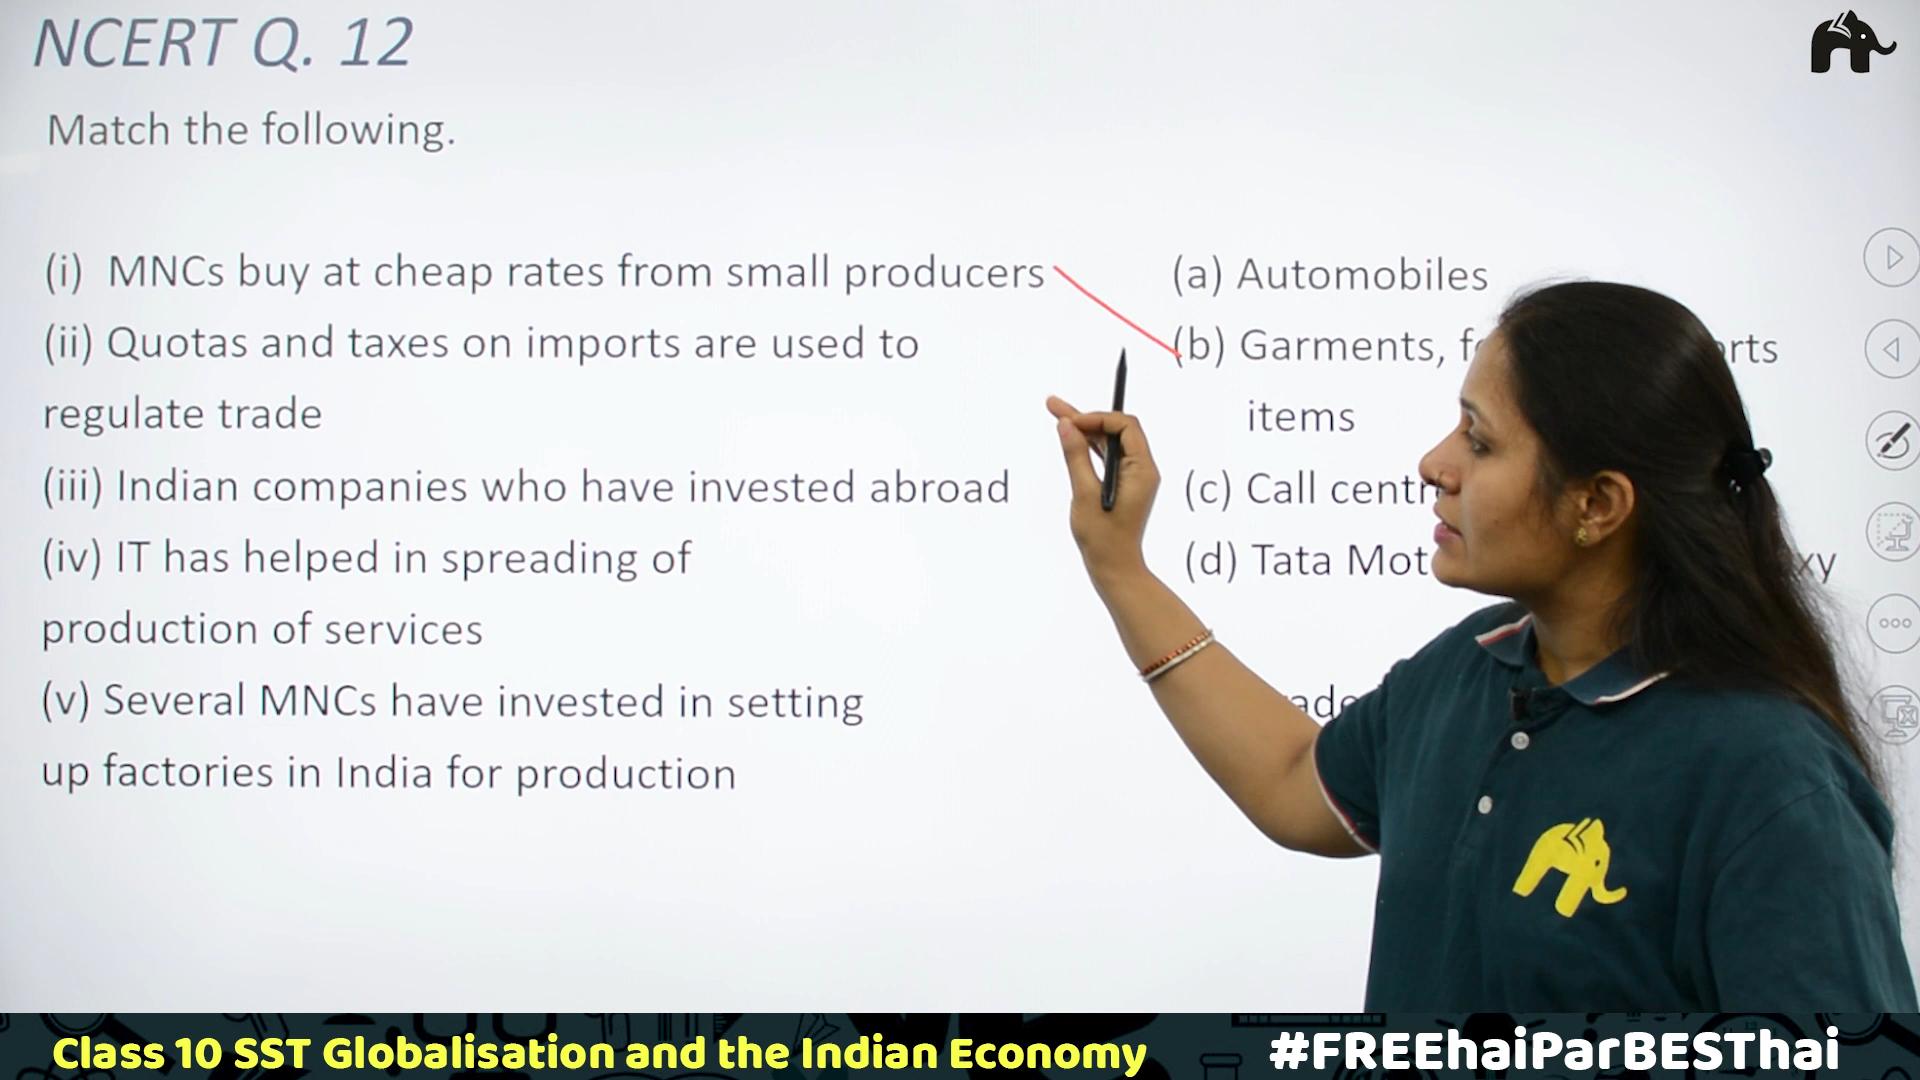 NCERT Q. 12
Match the following.
(i) MNCs buy at cheap rates from small producers
(a) Automobiles
(ii) Quotas and taxes on imports are used to
regulate trade
(b) Garments,
items
(iii) Indian companies who have invested abroad
(c) Call
(iv) IT has helped in spreading of
production of services
(d) Tata
(v) Several MNCs have invested in setting
up factories in India for production
Class 10 SST Globalisation and the Indian Economy
#FREEhaiParBESThai